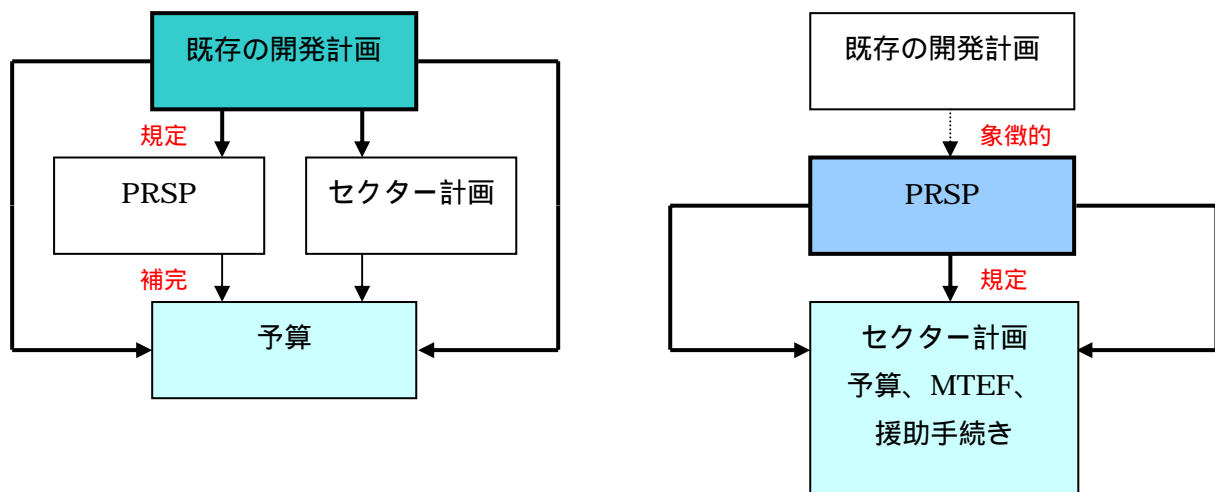 既存の開発計画
規定
PRSP
セクター計画
補完
予算
既存の開発計画
象徴的
PRSP
規定
セクター計画
予算、MTEF、
援助手続き